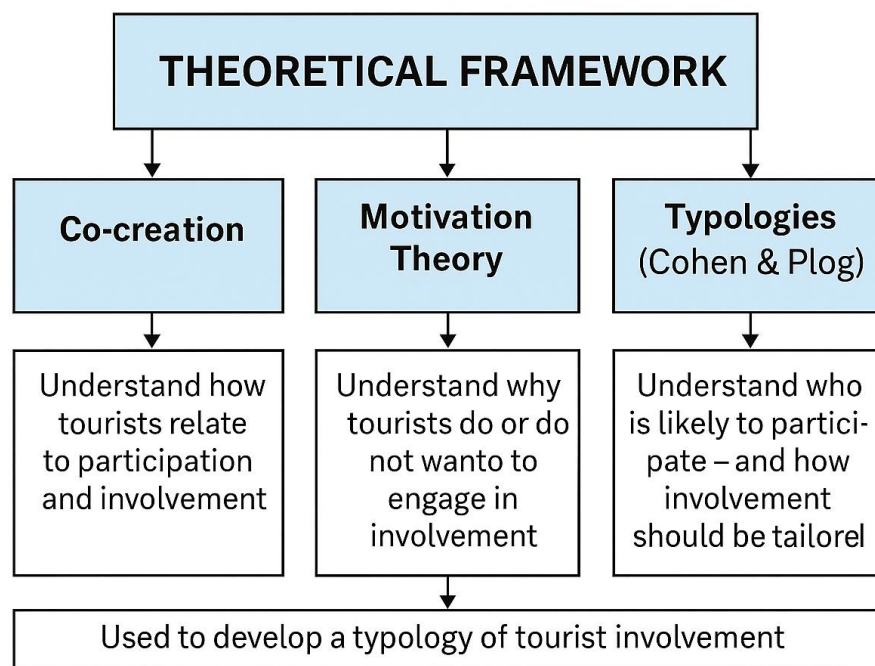 THEORETICAL FRAMEWORK
Co-creation
Motivation
Theory
Typologies
(Cohen & Plog)
Understand how
tourists relate
to participation
and involvement
Understand why
tourists do or do
not wanto to
engage in
involvement
Understand who
is likely to partici-
pate – and how
involvement
should be tailorel
Used to develop a typology of tourist involvement